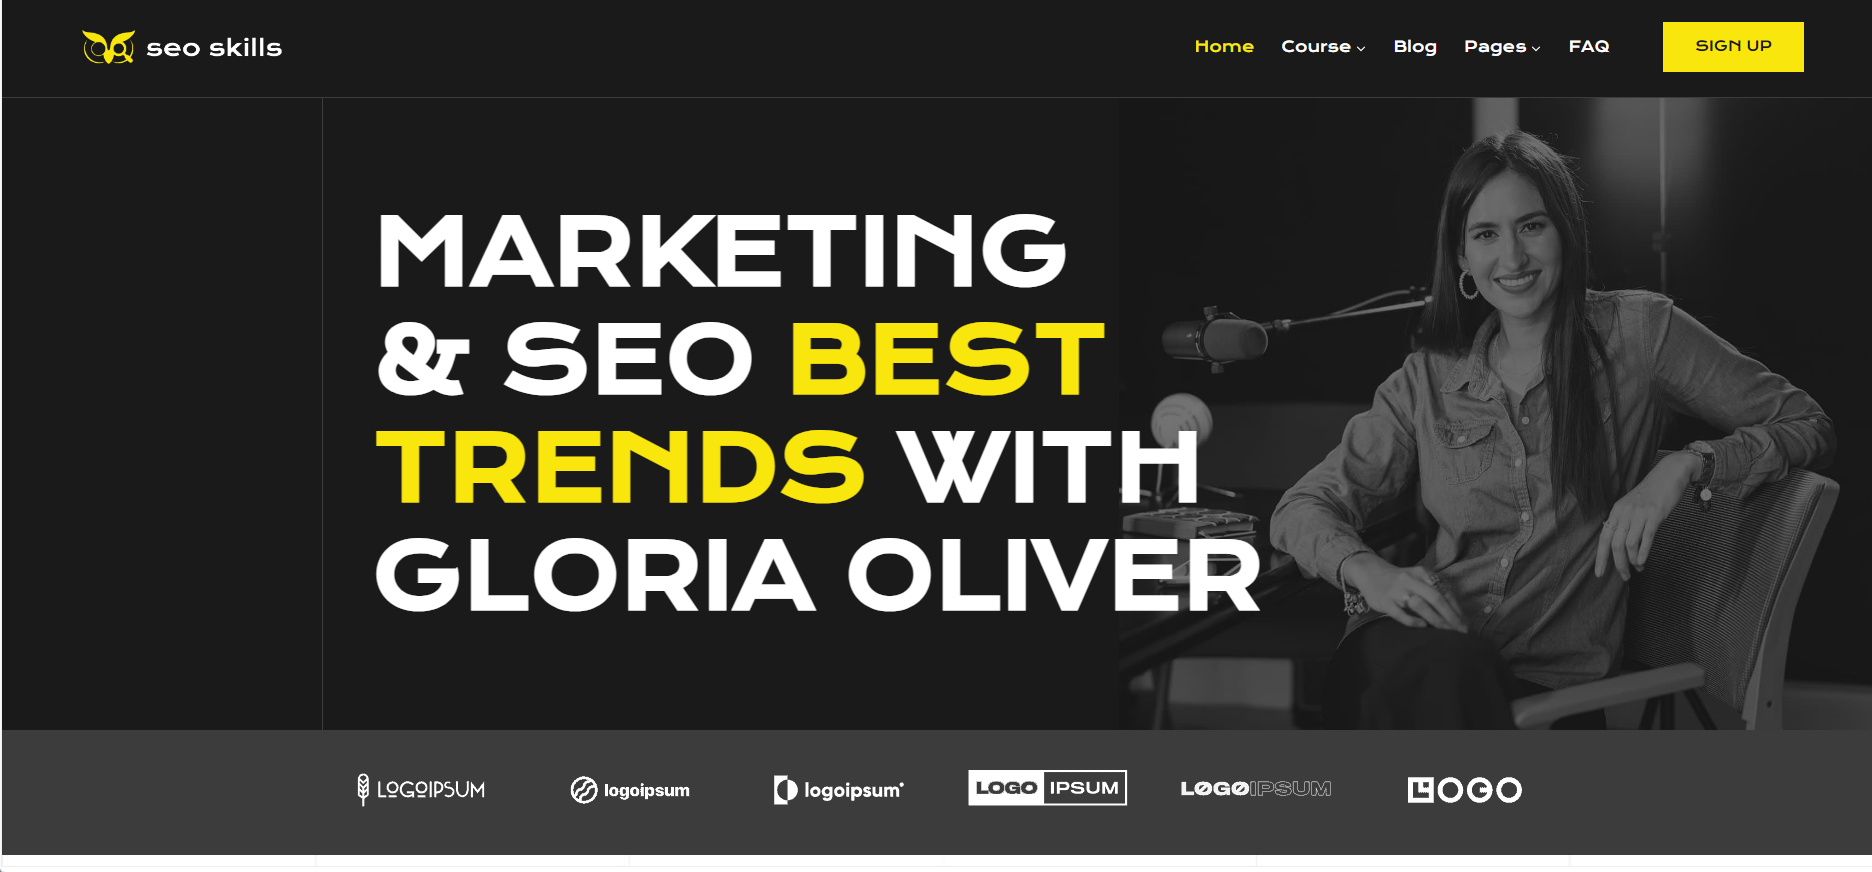 seo skills
Home Course Blog Pages FAQ SIGN UP
MARKETING
& SEO BEST
TRENDS WITH
GLORIA OLIVER
LOGOIPSUM logoipsum logoipsum LOGO IPSUM LOGOIPSUM LOGO